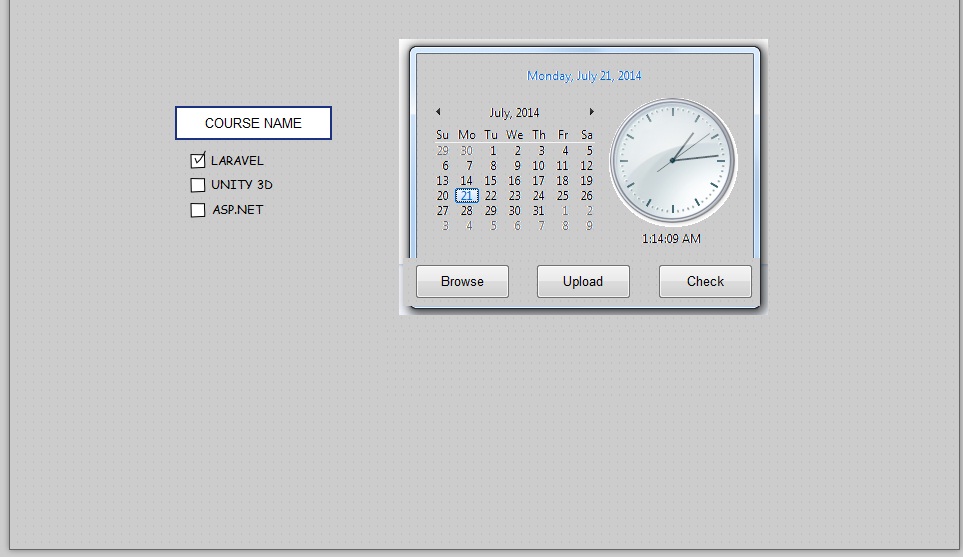 COURSE NAME
LARAVEL
UNITY 3D
ASP.NET
Monday, July 21, 2014
July, 2014
Su Mo Tu We Th Fr Sa
29 30 1 2 3 4 5
6 7 8 9 10 11 12
13 14 15 16 17 18 19
20 21 22 23 24 25 26
27 28 29 30 31 1 2
3 4 5 6 7 8 9
1:14:09 AM
Browse Upload Check